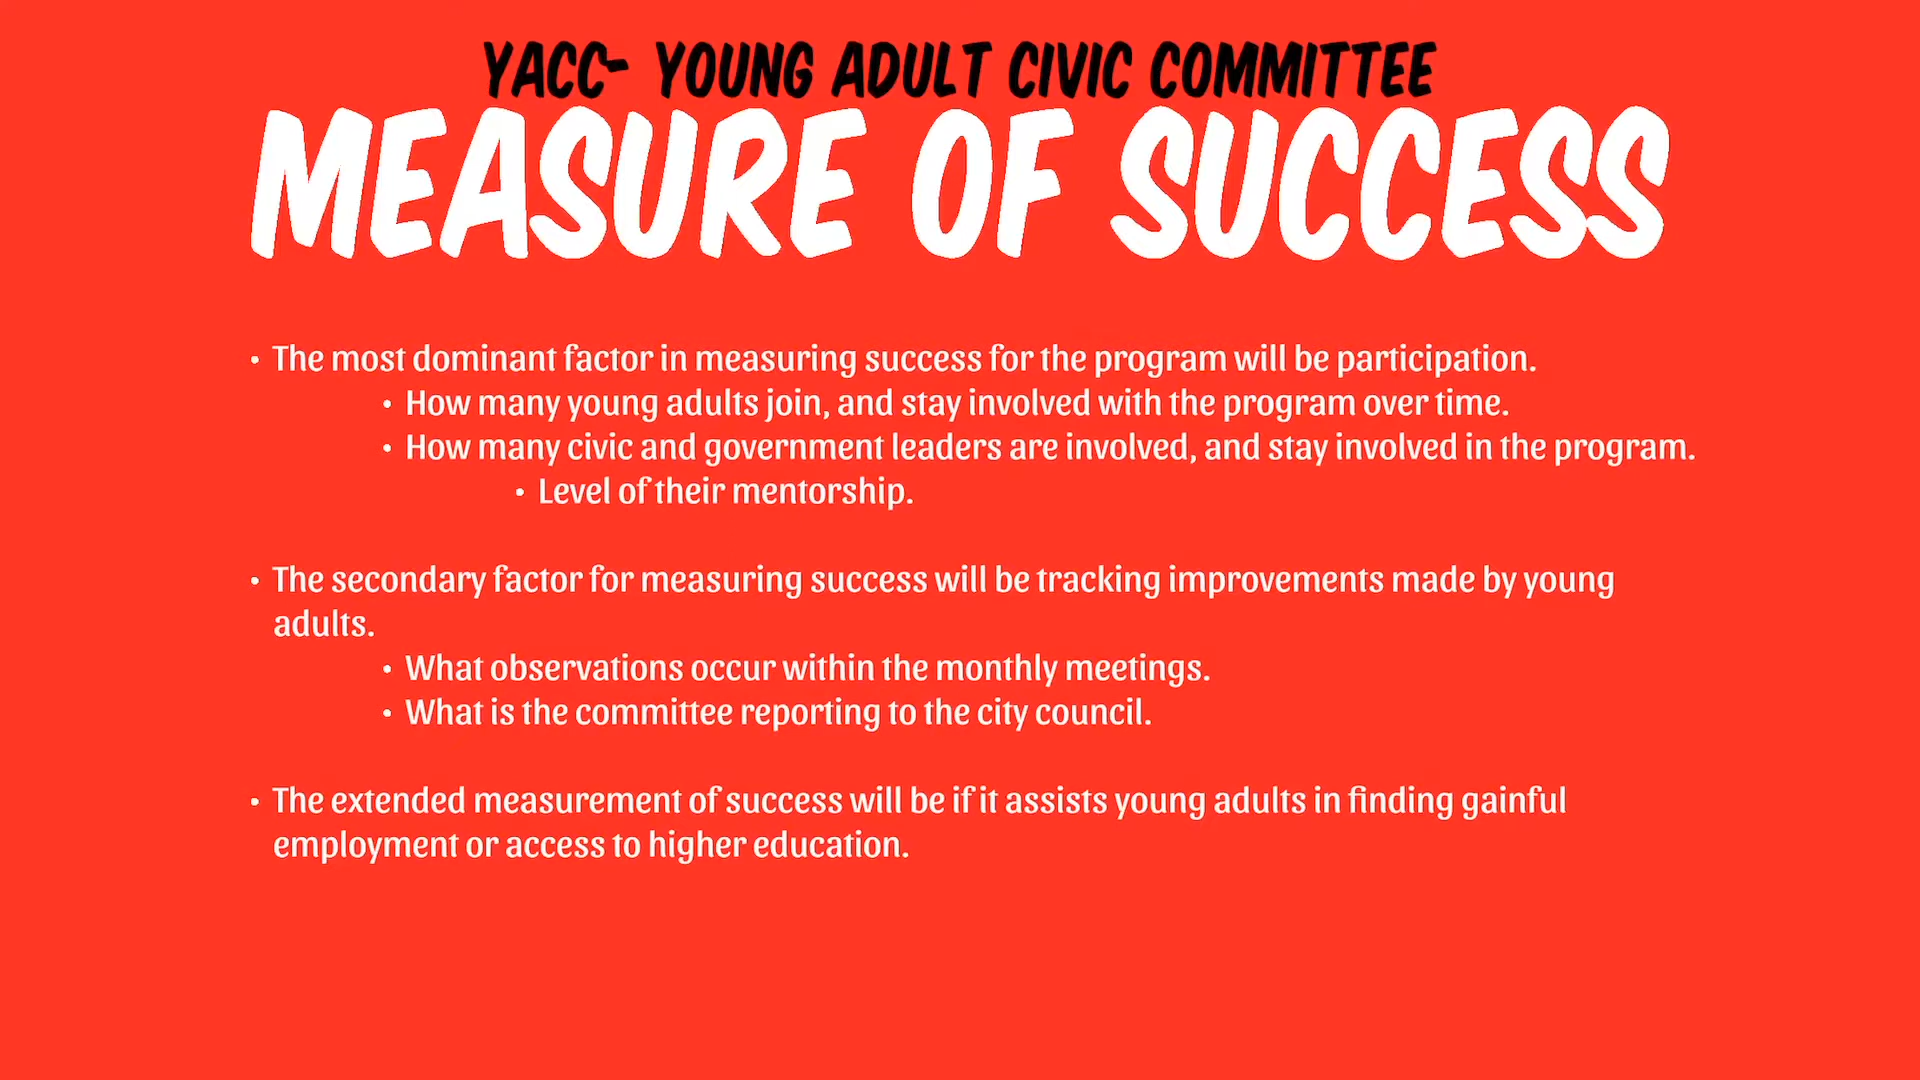 YACC- YOUNG ADULT CIVIC COMMITTEE
MEASURE OF SUCCESS
• The most dominant factor in measuring success for the program will be participation.
• How many young adults join, and stay involved with the program over time.
• How many civic and government leaders are involved, and stay involved in the program.
• Level of their mentorship.
• The secondary factor for measuring success will be tracking improvements made by young
adults.
• What observations occur within the monthly meetings.
• What is the committee reporting to the city council.
• The extended measurement of success will be if it assists young adults in finding gainful
employment or access to higher education.